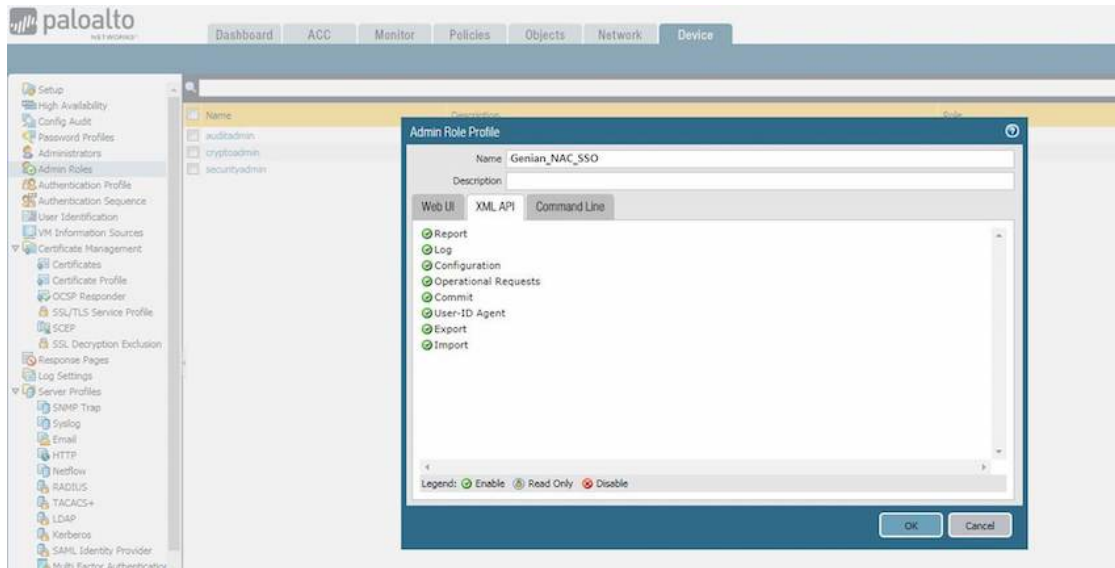 paloalto
NETWORKS
Dashboard ACC Monitor Policies Objects Network Device
Setup
High Availability
Config Audit
Password Profiles
Administrators
Admin Roles
Authentication Profile
Authentication Sequence
User Identification
VM Information Sources
Certificate Management
Certificates
Certificate Profile
OCSP Responder
SSL/TLS Service Profile
SCEP
SSL Decryption Exclusion
Response Pages
Log Settings
Server Profiles
SNMP Trap
Syslog
Email
HTTP
Netflow
RADIUS
TACACS+
LDAP
Kerberos
SAML Identity Provider
Multi Factor Authentication
Name Description Role
auditadmin
cryptoadmin
securityadmin
Admin Role Profile
Name Genian_NAC_SSO
Description
Web UI XML API Command Line
Report
Log
Configuration
Operational Requests
Commit
User-ID Agent
Export
Import
Legend: Enable Read Only Disable
OK Cancel